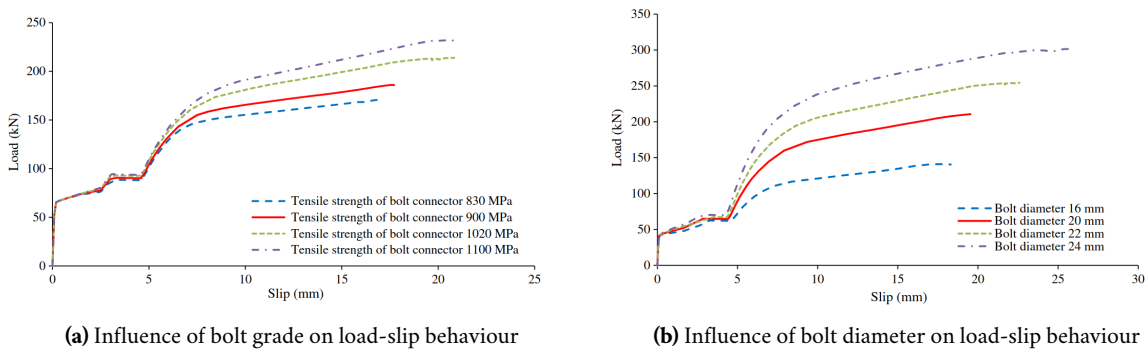 250
200
150
100
50
0
Load (kN)
Tensile strength of bolt connector 830 MPa
Tensile strength of bolt connector 900 MPa
Tensile strength of bolt connector 1020 MPa
Tensile strength of bolt connector 1100 MPa
0 5 10 15 20 25
Slip (mm)
(a) Influence of bolt grade on load-slip behaviour
350
300
250
200
150
100
50
0
Load (kN)
Bolt diameter 16 mm
Bolt diameter 20 mm
Bolt diameter 22 mm
Bolt diameter 24 mm
0 5 10 15 20 25 30
Slip (mm)
(b) Influence of bolt diameter on load-slip behaviour